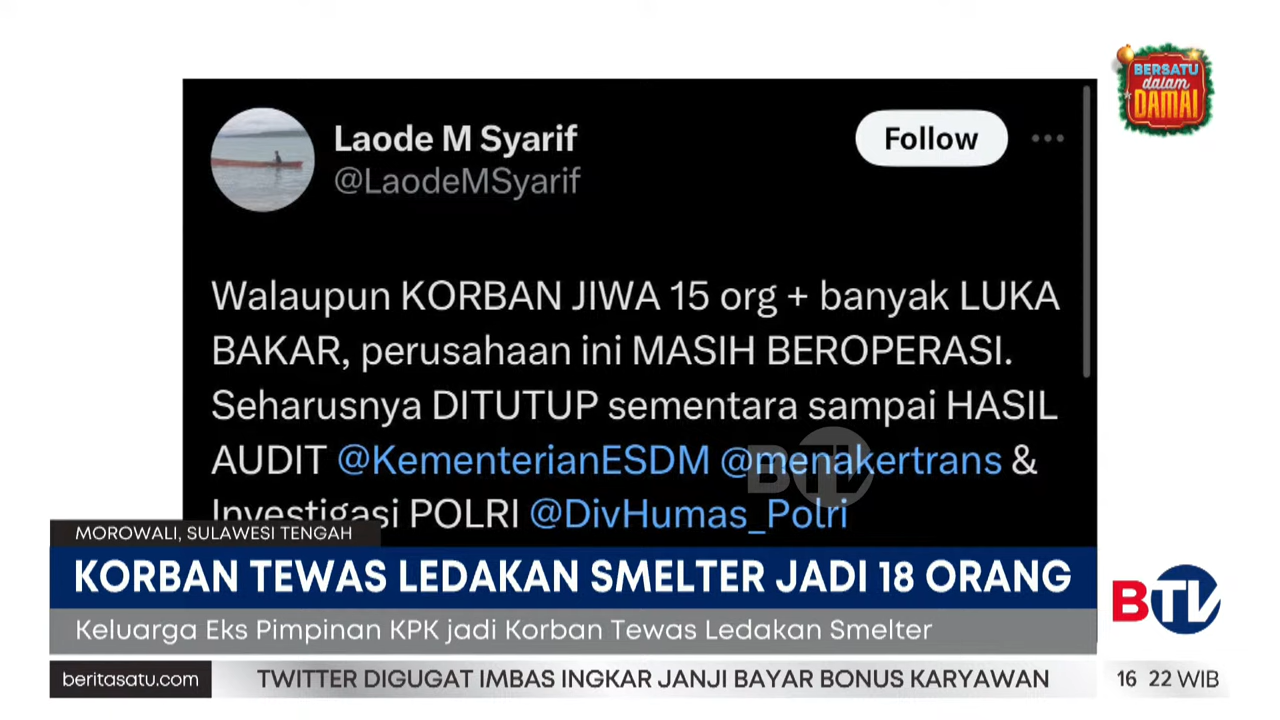 BERSATU
dalam
DAMAI
Laode M Syarif
@LaodeMSyarif
Follow
Walaupun KORBAN JIWA 15 org + banyak LUKA
BAKAR, perusahaan ini MASIH BEROPERASI.
Seharusnya DITUTUP sementara sampai HASIL
AUDIT @KementerianESDM @menakertrans &
Investigasi POLRI @DivHumas_Polri
BTV
MOROWALI, SULAWESI TENGAH
KORBAN TEWAS LEDAKAN SMELTER JADI 18 ORANG
Keluarga Eks Pimpinan KPK jadi Korban Tewas Ledakan Smelter
BTV
beritasatu.com
TWITTER DIGUGAT IMBAS INGKAR JANJI BAYAR BONUS KARYAWAN
16 22 WIB